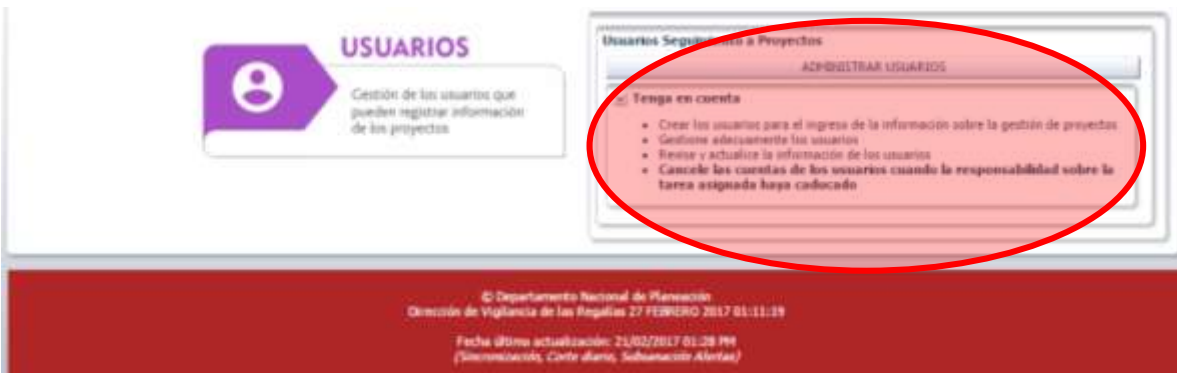 USUARIOS
Gestión de los usuarios que
pueden registrar información
de los proyectos
Usuarios Seguimiento a Proyectos
ADMINISTRAR USUARIOS
Tenga en cuenta
Crear los usuarios para el ingreso de la información sobre la gestión de proyectos
Gestione adecuamente los usuarios
Revise y actualice la información de los usuarios
Cancele las cuentas de los usuarios cuando la responsabilidad sobre la
tarea asignada haya caducado
© Departamento Nacional de Planeación
Dirección de Vigilancia de las Regalías 27 FEBRERO 2017 01:11:19
Fecha última actualización: 21/02/2017 01:28 PM
(Sincronización, Corte diario, Subsanación Alertas)